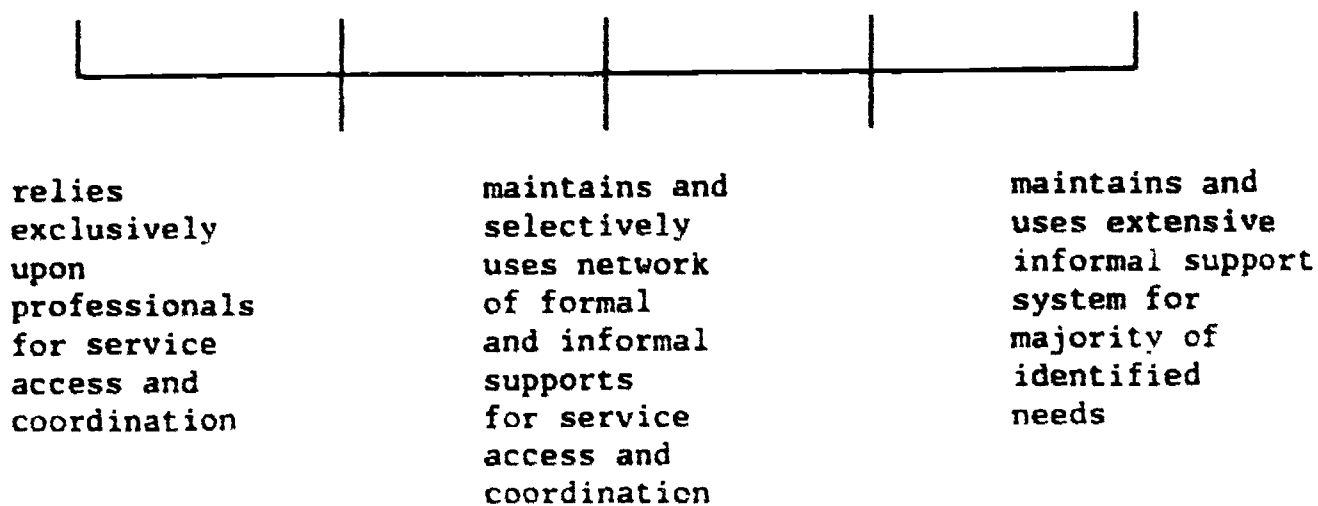 relies
exclusively
upon
professionals
for service
access and
coordination
maintains and
selectively
uses network
of formal
and informal
supports
for service
access and
coordination
maintains and
uses extensive
informal support
system for
majority of
identified
needs